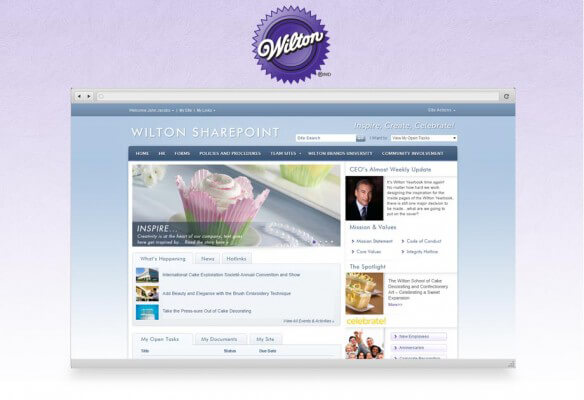 Wilton
®IND
Welcome John Jacobs | My Site | My Links
Site Actions
WILTON SHAREPOINT
Inspire, Create, Celebrate!
Site Search
I Want to:
View My Open Tasks
HOME HR FORMS POLICIES AND PROCEDURES TEAM SITES WILTON BRANDS UNIVERSITY COMMUNITY INVOLVEMENT
INSPIRE...
Creativity is at the heart of our company, text goes
here get inspired by. Read the story >
CEO's Almost Weekly Update
It's Wilton Yearbook time again!
No matter how hard we work
designing the inspiration for the
inside pages of the Wilton Yearbook,
there is still one major decision to
be made...what are we going to
put on the cover?
Mission & Values
Mission Statement
Code of Conduct
Core Values
Integrity Hotline
What's Happening News Hotlinks
International Cake Exploration Societé Annual Convention and Show
Add Beauty and Elegance with the Brush Embroidery Technique
Take the Press-sure Out of Cake Decorating
View All Events & Activities >
The Spotlight
The Wilton School of Cake
Decorating and Confectionery
Art – Celebrating a Sweet
Expansion
More>>
celebrate!
New Employees
Anniversaries
My Open Tasks My Documents My Site
Title Status Due Date